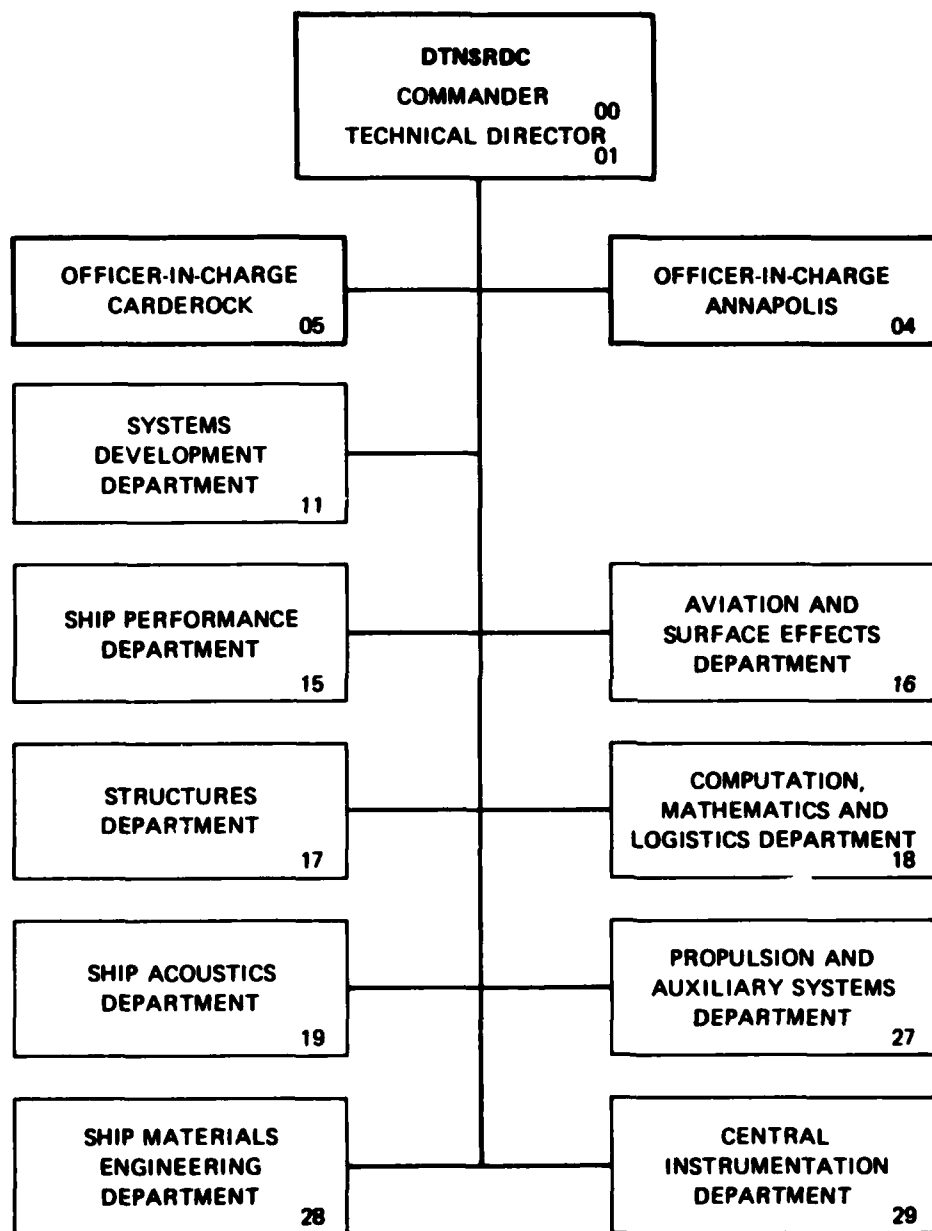 DTNSRDC
COMMANDER
00
TECHNICAL DIRECTOR
01
OFFICER-IN-CHARGE
CARDEROCK
05
OFFICER-IN-CHARGE
ANNAPOLIS
04
SYSTEMS
DEVELOPMENT
DEPARTMENT
11
SHIP PERFORMANCE
DEPARTMENT
15
AVIATION AND
SURFACE EFFECTS
DEPARTMENT
16
STRUCTURES
DEPARTMENT
17
COMPUTATION,
MATHEMATICS AND
LOGISTICS DEPARTMENT
18
SHIP ACOUSTICS
DEPARTMENT
19
PROPULSION AND
AUXILIARY SYSTEMS
DEPARTMENT
27
SHIP MATERIALS
ENGINEERING
DEPARTMENT
28
CENTRAL
INSTRUMENTATION
DEPARTMENT
29